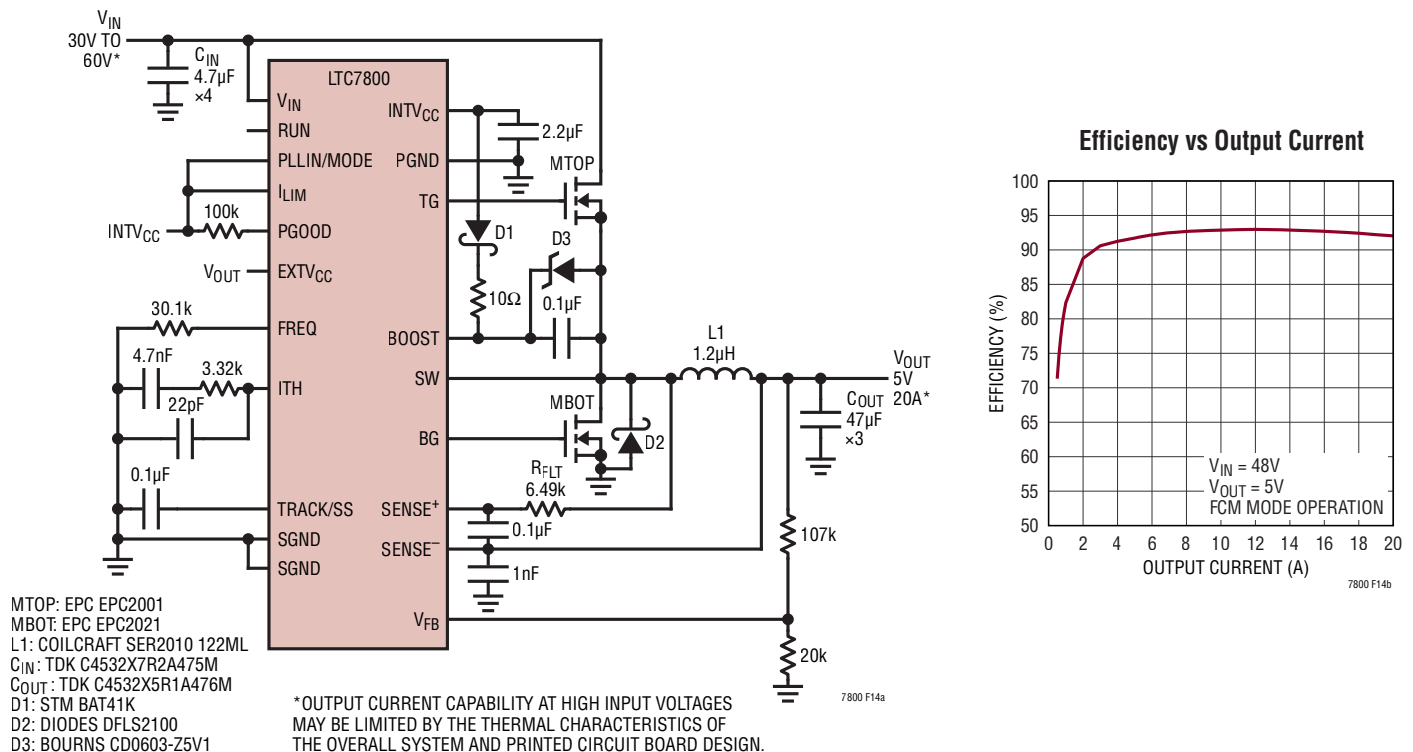 VIN
30V TO
60V*
CIN
4.7µF
×4
LTC7800
VIN
RUN
PLLIN/MODE
ILIM
100k
INTVCC
PGOOD
VOUT
EXTVCC
30.1k
FREQ
4.7nF
3.32k
ITH
22pF
0.1µF
TRACK/SS
SGND
SGND
INTVCC
2.2µF
PGND
MTOP
TG
D1
D3
10Ω
0.1µF
BOOST
L1
1.2µH
SW
VOUT
5V
20A*
COUT
47µF
×3
MBOT
BG
D2
RFLT
6.49k
SENSE+
0.1µF
SENSE–
1nF
107k
VFB
20k
7800 F14a
MTOP: EPC EPC2001
MBOT: EPC EPC2021
L1: COILCRAFT SER2010 122ML
CIN: TDK C4532X7R2A475M
COUT: TDK C4532X5R1A476M
D1: STM BAT41K
D2: DIODES DFLS2100
D3: BOURNS CD0603-Z5V1
*OUTPUT CURRENT CAPABILITY AT HIGH INPUT VOLTAGES
MAY BE LIMITED BY THE THERMAL CHARACTERISTICS OF
THE OVERALL SYSTEM AND PRINTED CIRCUIT BOARD DESIGN.
Efficiency vs Output Current
EFFICIENCY (%)
100
95
90
85
80
75
70
65
60
55
50
VIN = 48V
VOUT = 5V
FCM MODE OPERATION
0 2 4 6 8 10 12 14 16 18 20
OUTPUT CURRENT (A)
7800 F14b